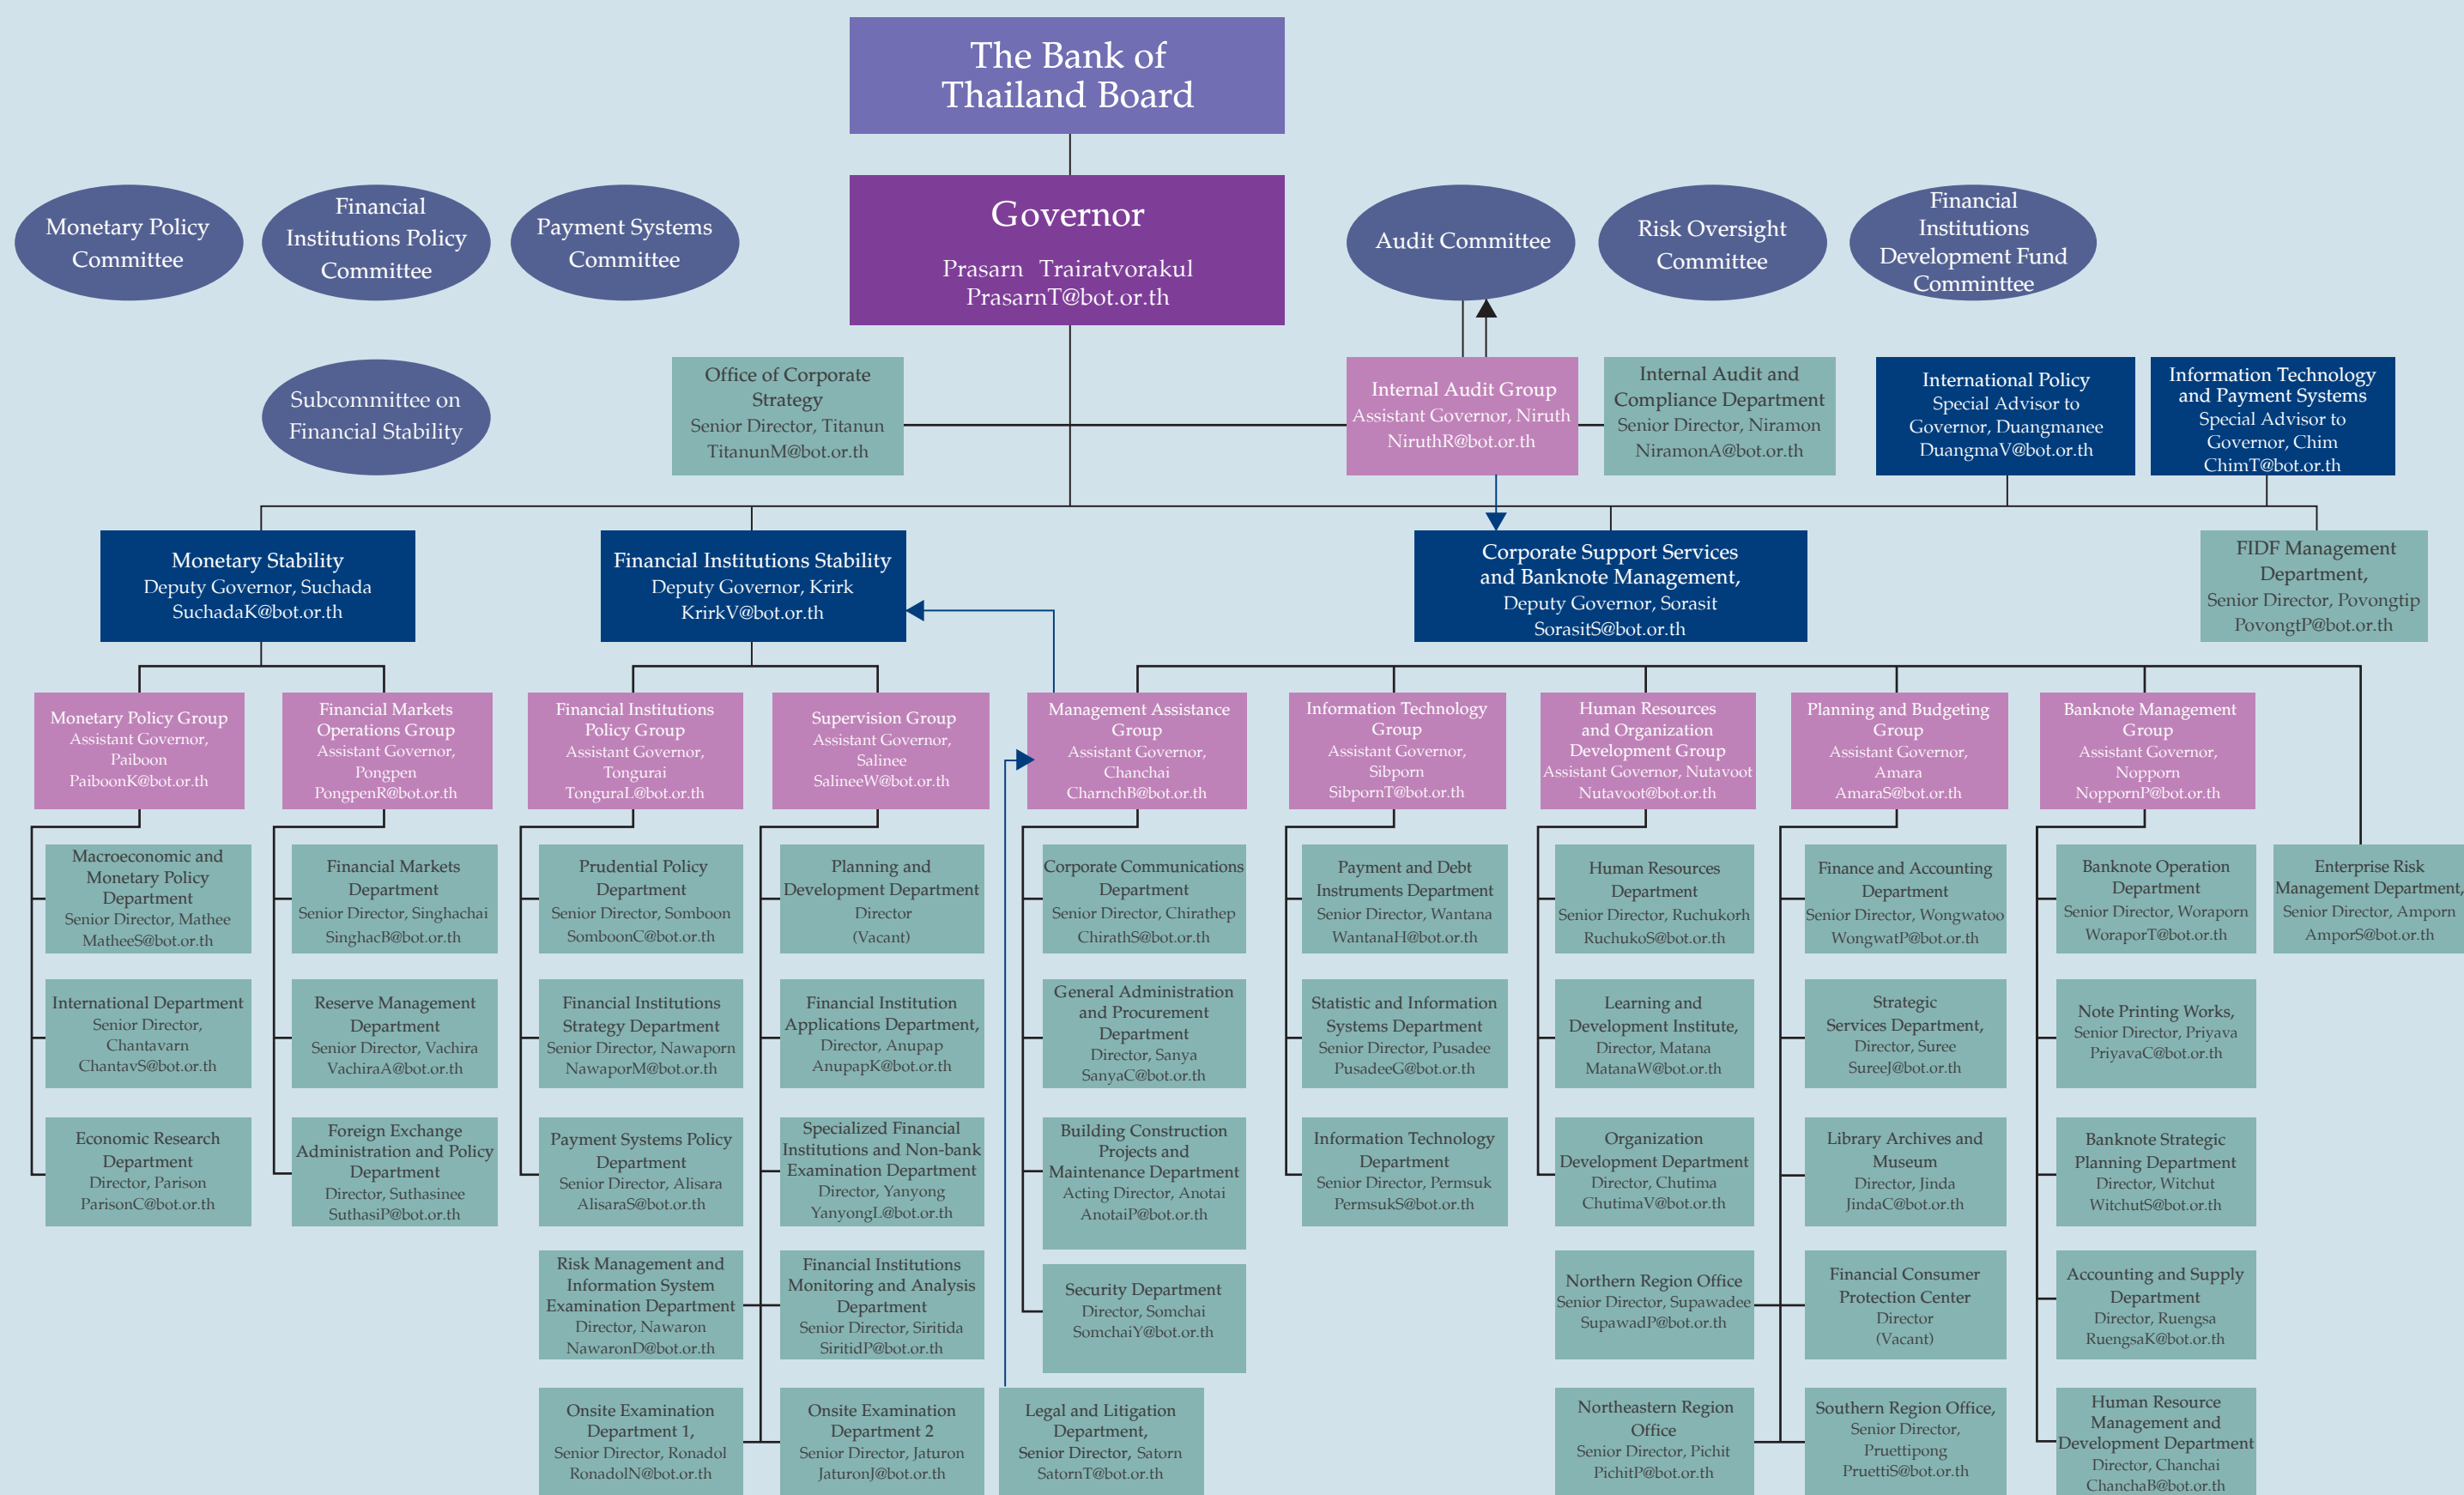 The Bank of
Thailand Board
Governor
Prasarn Trairatvorakul
PrasarnT@bot.or.th
Monetary Policy
Committee
Financial
Institutions Policy
Committee
Payment Systems
Committee
Audit Committee
Risk Oversight
Committee
Financial
Institutions
Development Fund
Comminttee
Subcommittee on
Financial Stability
Office of Corporate
Strategy
Senior Director, Titanun
TitanunM@bot.or.th
Internal Audit Group
Assistant Governor, Niruth
NiruthR@bot.or.th
Internal Audit and
Compliance Department
Senior Director, Niramon
NiramonA@bot.or.th
International Policy
Special Advisor to
Governor, Duangmanee
DuangmaV@bot.or.th
Information Technology
and Payment Systems
Special Advisor to
Governor, Chim
ChimT@bot.or.th
Monetary Stability
Deputy Governor, Suchada
SuchadaK@bot.or.th
Financial Institutions Stability
Deputy Governor, Krirk
KrirkV@bot.or.th
Corporate Support Services
and Banknote Management,
Deputy Governor, Sorasit
SorasitS@bot.or.th
FIDF Management
Department,
Senior Director, Povongtip
PovongtP@bot.or.th
Monetary Policy Group
Assistant Governor,
Paiboon
PaiboonK@bot.or.th
Financial Markets
Operations Group
Assistant Governor,
Pongpen
PongpenR@bot.or.th
Financial Institutions
Policy Group
Assistant Governor,
Tongurai
TonguraL@bot.or.th
Supervision Group
Assistant Governor,
Salinee
SalineeW@bot.or.th
Management Assistance
Group
Assistant Governor,
Chanchai
CharnchB@bot.or.th
Information Technology
Group
Assistant Governor,
Sibporn
SibpornT@bot.or.th
Human Resources
and Organization
Development Group
Assistant Governor, Nutavoot
Nutavoot@bot.or.th
Planning and Budgeting
Group
Assistant Governor,
Amara
AmaraS@bot.or.th
Banknote Management
Group
Assistant Governor,
Nopporn
NoppornP@bot.or.th
Macroeconomic and
Monetary Policy
Department
Senior Director, Mathee
MatheeS@bot.or.th
Financial Markets
Department
Senior Director, Singhachai
SinghacB@bot.or.th
Prudential Policy
Department
Senior Director, Somboon
SomboonC@bot.or.th
Planning and
Development Department
Director
(Vacant)
Corporate Communications
Department
Senior Director, Chirathep
ChirathS@bot.or.th
Payment and Debt
Instruments Department
Senior Director, Wantana
WantanaH@bot.or.th
Human Resources
Department
Senior Director, Ruchukorh
RuchukoS@bot.or.th
Finance and Accounting
Department
Senior Director, Wongwatoo
WongwatP@bot.or.th
Banknote Operation
Department
Senior Director, Woraporn
WoraporT@bot.or.th
Enterprise Risk
Management Department,
Senior Director, Amporn
AmporS@bot.or.th
International Department
Senior Director,
Chantavarn
ChantavS@bot.or.th
Reserve Management
Department
Senior Director, Vachira
VachiraA@bot.or.th
Financial Institutions
Strategy Department
Senior Director, Nawaporn
NawaporM@bot.or.th
Financial Institution
Applications Department,
Director, Anupap
AnupapK@bot.or.th
General Administration
and Procurement
Department
Director, Sanya
SanyaC@bot.or.th
Statistic and Information
Systems Department
Senior Director, Pusadee
PusadeeG@bot.or.th
Learning and
Development Institute,
Director, Matana
MatanaW@bot.or.th
Strategic
Services Department,
Director, Suree
SureeJ@bot.or.th
Note Printing Works,
Senior Director, Priyava
PriyavaC@bot.or.th
Economic Research
Department
Director, Parison
ParisonC@bot.or.th
Foreign Exchange
Administration and Policy
Department
Director, Suthasinee
SuthasiP@bot.or.th
Payment Systems Policy
Department
Senior Director, Alisara
AlisaraS@bot.or.th
Specialized Financial
Institutions and Non-bank
Examination Department
Director, Yanyong
YanyongL@bot.or.th
Building Construction
Projects and
Maintenance Department
Acting Director, Anotai
AnotaiP@bot.or.th
Information Technology
Department
Senior Director, Permsuk
PermsukS@bot.or.th
Organization
Development Department
Director, Chutima
ChutimaV@bot.or.th
Library Archives and
Museum
Director, Jinda
JindaC@bot.or.th
Banknote Strategic
Planning Department
Director, Witchut
WitchutS@bot.or.th
Risk Management and
Information System
Examination Department
Director, Nawaron
NawaronD@bot.or.th
Financial Institutions
Monitoring and Analysis
Department
Senior Director, Siritida
SiritidP@bot.or.th
Security Department
Director, Somchai
SomchaiY@bot.or.th
Northern Region Office
Senior Director, Supawadee
SupawadP@bot.or.th
Financial Consumer
Protection Center
Director
(Vacant)
Accounting and Supply
Department
Director, Ruengsa
RuengsaK@bot.or.th
Onsite Examination
Department 1,
Senior Director, Ronadol
RonadolN@bot.or.th
Onsite Examination
Department 2
Senior Director, Jaturon
JaturonJ@bot.or.th
Legal and Litigation
Department,
Senior Director, Satorn
SatornT@bot.or.th
Northeastern Region
Office
Senior Director, Pichit
PichitP@bot.or.th
Southern Region Office,
Senior Director,
Pruettipong
PruettiS@bot.or.th
Human Resource
Management and
Development Department
Director, Chanchai
ChanchaB@bot.or.th